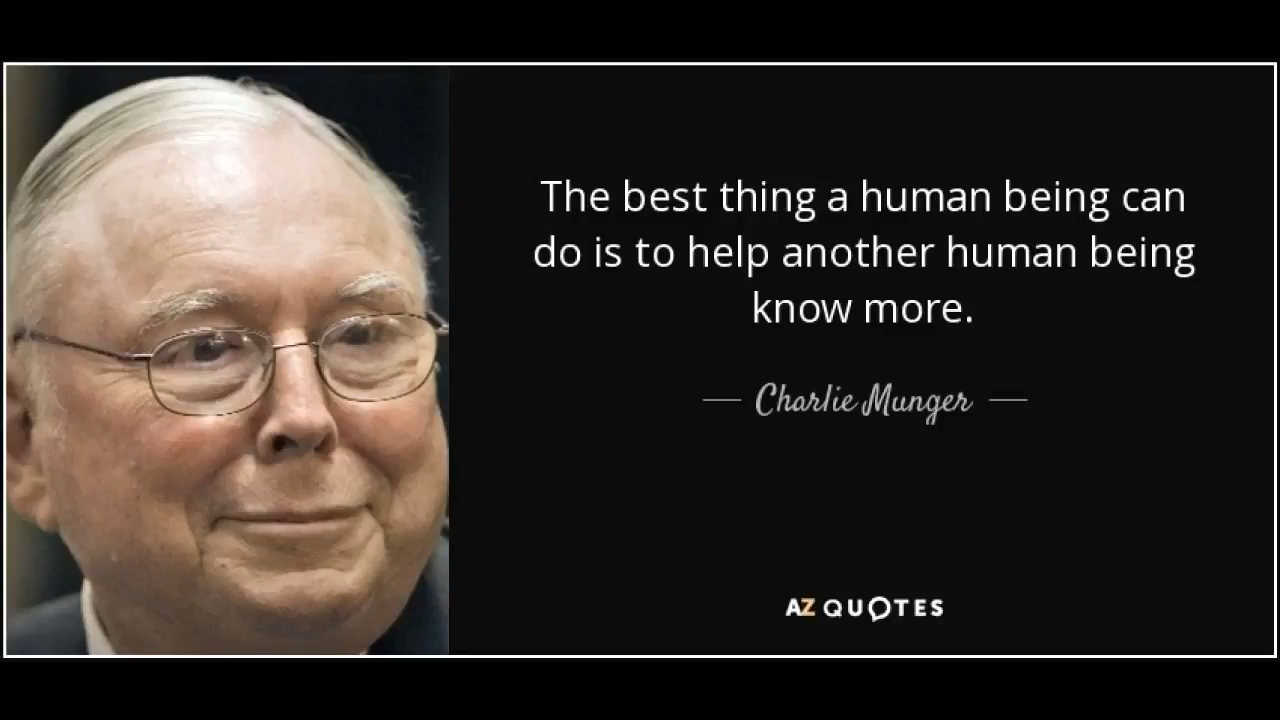 The best thing a human being can
do is to help another human being
know more.
Charlie Munger
AZ QUOTES